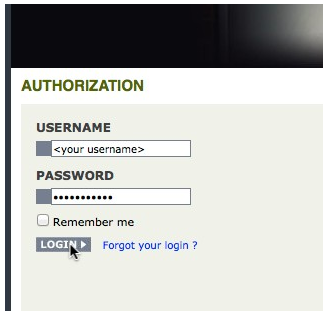 AUTHORIZATION
USERNAME
<your username>
PASSWORD
•••••••••••
Remember me
LOGIN Forgot your login ?